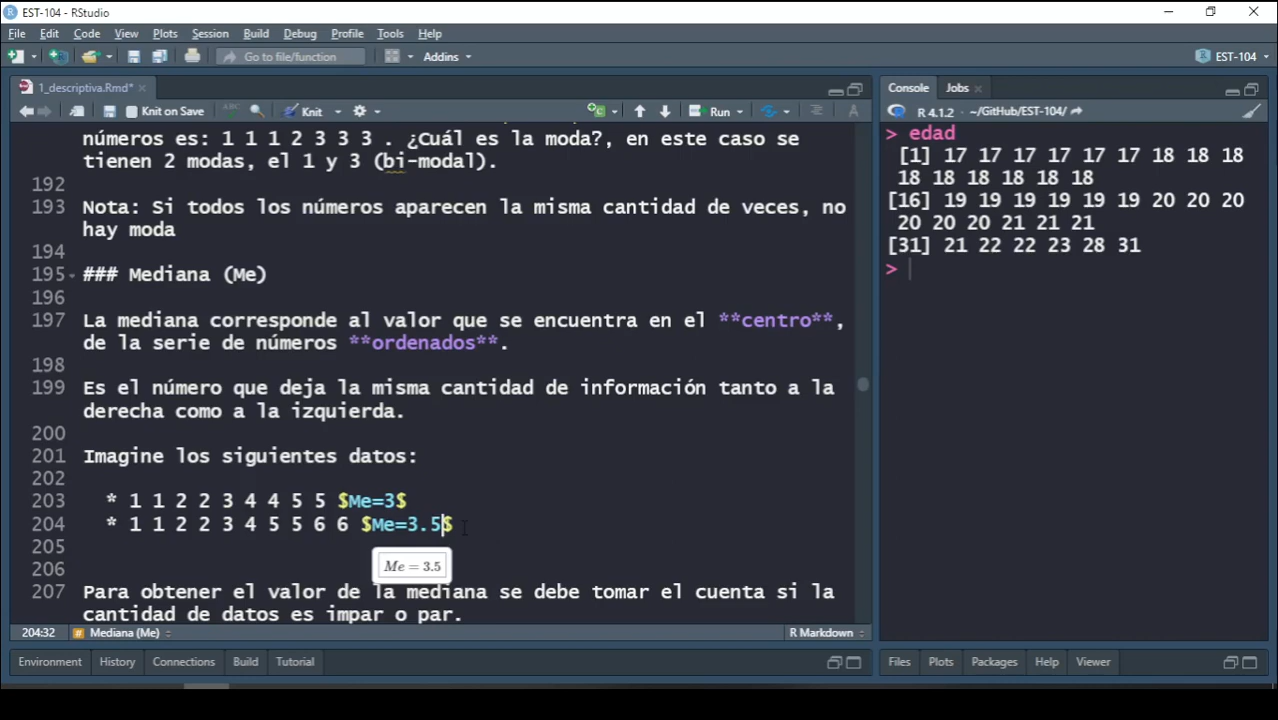 EST-104 - RStudio
File Edit Code View Plots Session Build Debug Profile Tools Help
Go to file/function Addins EST-104
1_descriptiva.Rmd*
Knit on Save ABC Knit Run
números es: 1 1 1 2 3 3 3 . ¿Cuál es la moda?, en este caso se
tienen 2 modas, el 1 y 3 (bi-modal).
192
193 Nota: Si todos los números aparecen la misma cantidad de veces, no
hay moda
194
195 ### Mediana (Me)
196
197 La mediana corresponde al valor que se encuentra en el **centro**,
de la serie de números **ordenados**.
198
199 Es el número que deja la misma cantidad de información tanto a la
derecha como a la izquierda.
200
201 Imagine los siguientes datos:
202
203 * 1 1 2 2 3 4 4 5 5 $Me=3$
204 * 1 1 2 2 3 4 5 5 6 6 $Me=3.5$
205
Me = 3.5
206
207 Para obtener el valor de la mediana se debe tomar el cuenta si la
cantidad de datos es impar o par.
204:32 # Mediana (Me) R Markdown
Environment History Connections Build Tutorial
Console Jobs
R 4.1.2 · ~/GitHub/EST-104/
> edad
[1] 17 17 17 17 17 17 18 18 18
18 18 18 18 18 18
[16] 19 19 19 19 19 19 20 20 20
20 20 20 21 21 21
[31] 21 22 22 23 28 31
>
Files Plots Packages Help Viewer